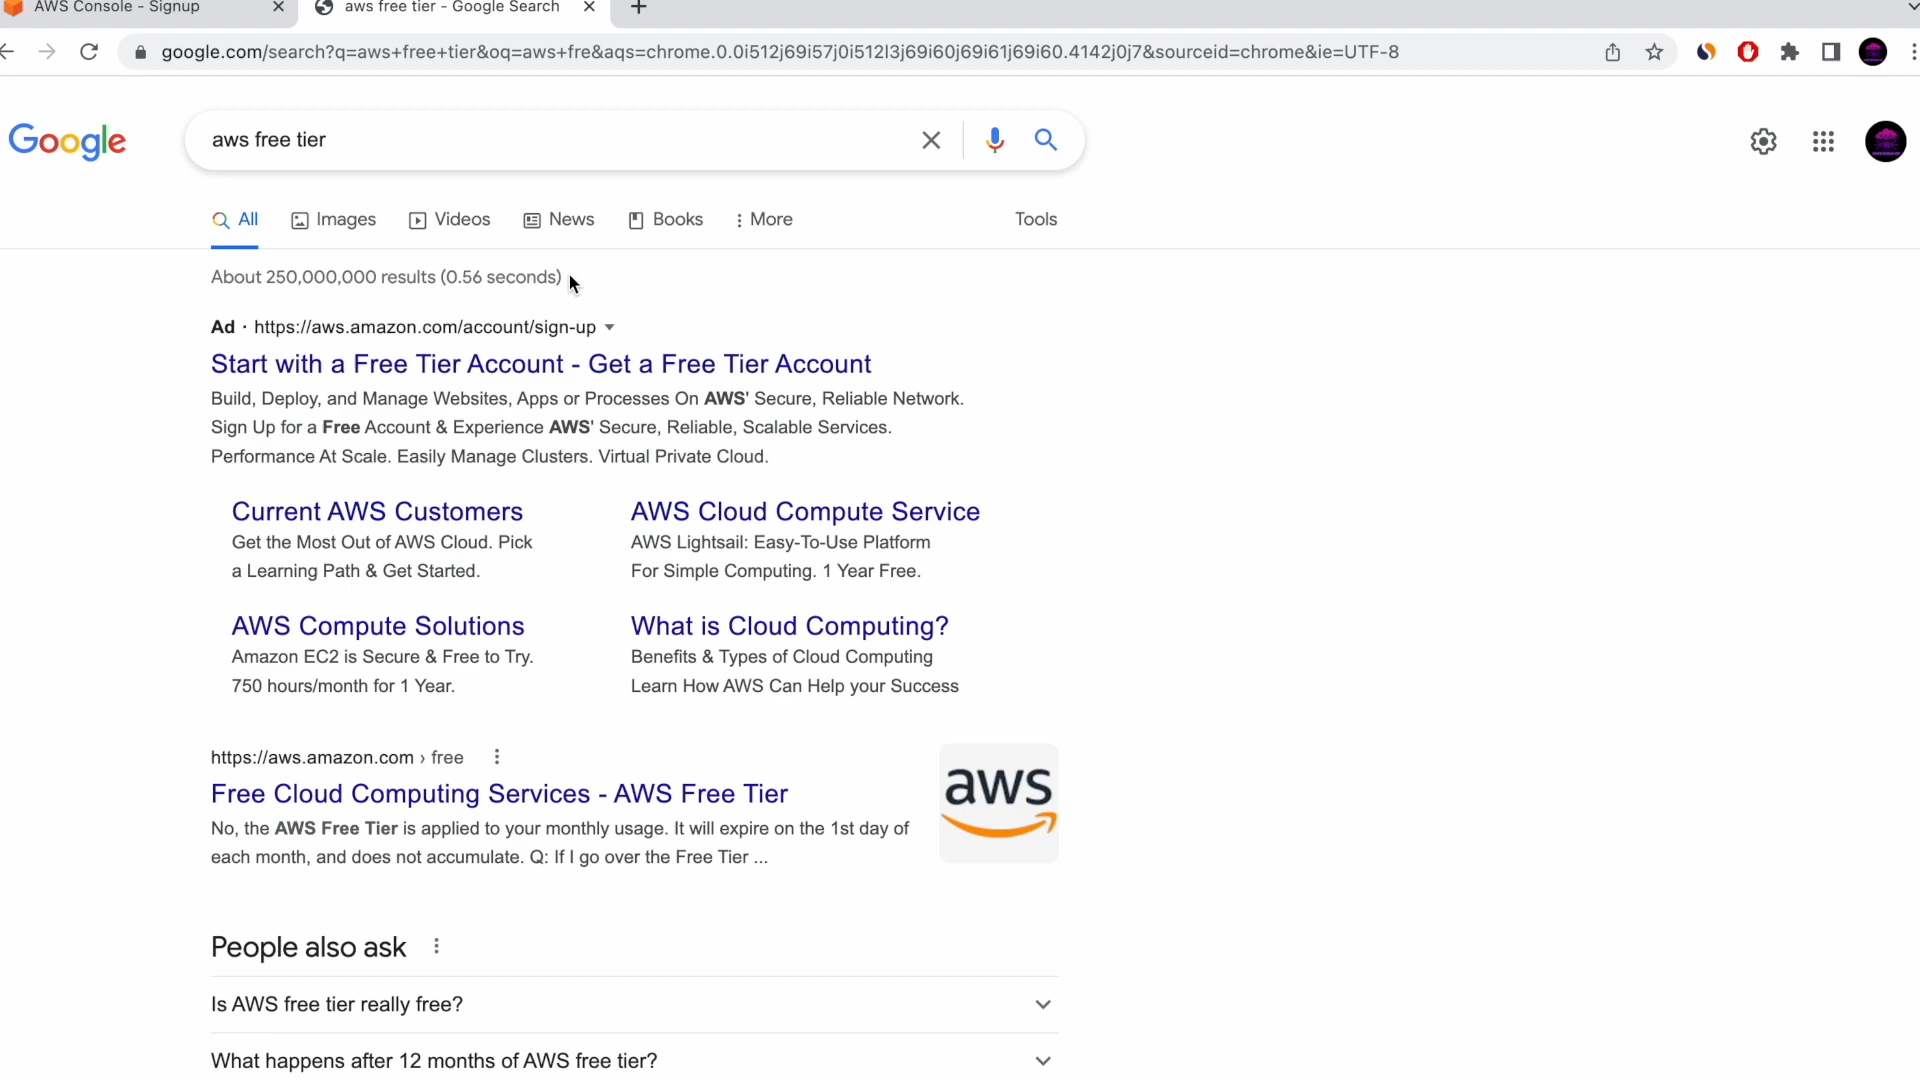 AWS Console - Signup
aws free tier - Google Search
google.com/search?q=aws+free+tier&oq=aws+fre&aqs=chrome.0.0i512j69i57j0i512l3j69i60j69i61j69i60.4142j0j7&sourceid=chrome&ie=UTF-8
Google
aws free tier
All
Images
Videos
News
Books
More
Tools
About 250,000,000 results (0.56 seconds)
Ad · https://aws.amazon.com/account/sign-up
Start with a Free Tier Account - Get a Free Tier Account
Build, Deploy, and Manage Websites, Apps or Processes On AWS' Secure, Reliable Network.
Sign Up for a Free Account & Experience AWS' Secure, Reliable, Scalable Services.
Performance At Scale. Easily Manage Clusters. Virtual Private Cloud.
Current AWS Customers
Get the Most Out of AWS Cloud. Pick
a Learning Path & Get Started.
AWS Cloud Compute Service
AWS Lightsail: Easy-To-Use Platform
For Simple Computing. 1 Year Free.
AWS Compute Solutions
Amazon EC2 is Secure & Free to Try.
750 hours/month for 1 Year.
What is Cloud Computing?
Benefits & Types of Cloud Computing
Learn How AWS Can Help your Success
https://aws.amazon.com › free
Free Cloud Computing Services - AWS Free Tier
No, the AWS Free Tier is applied to your monthly usage. It will expire on the 1st day of
each month, and does not accumulate. Q: If I go over the Free Tier ...
aws
People also ask
Is AWS free tier really free?
What happens after 12 months of AWS free tier?